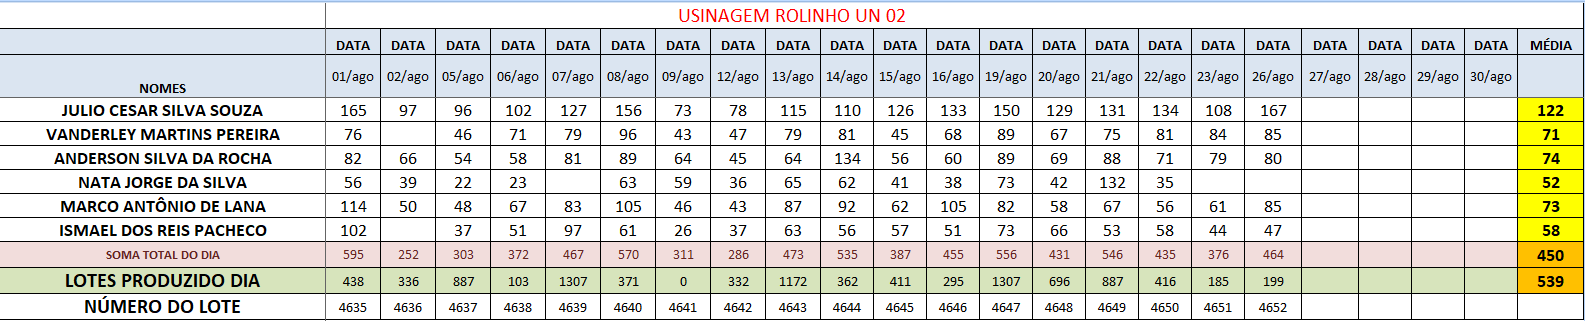 USINAGEM ROLINHO UN 02
DATA DATA DATA DATA DATA DATA DATA DATA DATA DATA DATA DATA DATA DATA DATA DATA DATA DATA DATA DATA DATA DATA MÉDIA
NOMES 01/ago 02/ago 05/ago 06/ago 07/ago 08/ago 09/ago 12/ago 13/ago 14/ago 15/ago 16/ago 19/ago 20/ago 21/ago 22/ago 23/ago 26/ago 27/ago 28/ago 29/ago 30/ago
JULIO CESAR SILVA SOUZA 165 97 96 102 127 156 73 78 115 110 126 133 150 129 131 134 108 167 122
VANDERLEY MARTINS PEREIRA 76 46 71 79 96 43 47 79 81 45 68 89 67 75 81 84 85 71
ANDERSON SILVA DA ROCHA 82 66 54 58 81 89 64 45 64 134 56 60 89 69 88 71 79 80 74
NATA JORGE DA SILVA 56 39 22 23 63 59 36 65 62 41 38 73 42 132 35 52
MARCO ANTÔNIO DE LANA 114 50 48 67 83 105 46 43 87 92 62 105 82 58 67 56 61 85 73
ISMAEL DOS REIS PACHECO 102 37 51 97 61 26 37 63 56 57 51 73 66 53 58 44 47 58
SOMA TOTAL DO DIA 595 252 303 372 467 570 311 286 473 535 387 455 556 431 546 435 376 464 450
LOTES PRODUZIDO DIA 438 336 887 103 1307 371 0 332 1172 362 411 295 1307 696 887 416 185 199 539
NÚMERO DO LOTE 4635 4636 4637 4638 4639 4640 4641 4642 4643 4644 4645 4646 4647 4648 4649 4650 4651 4652